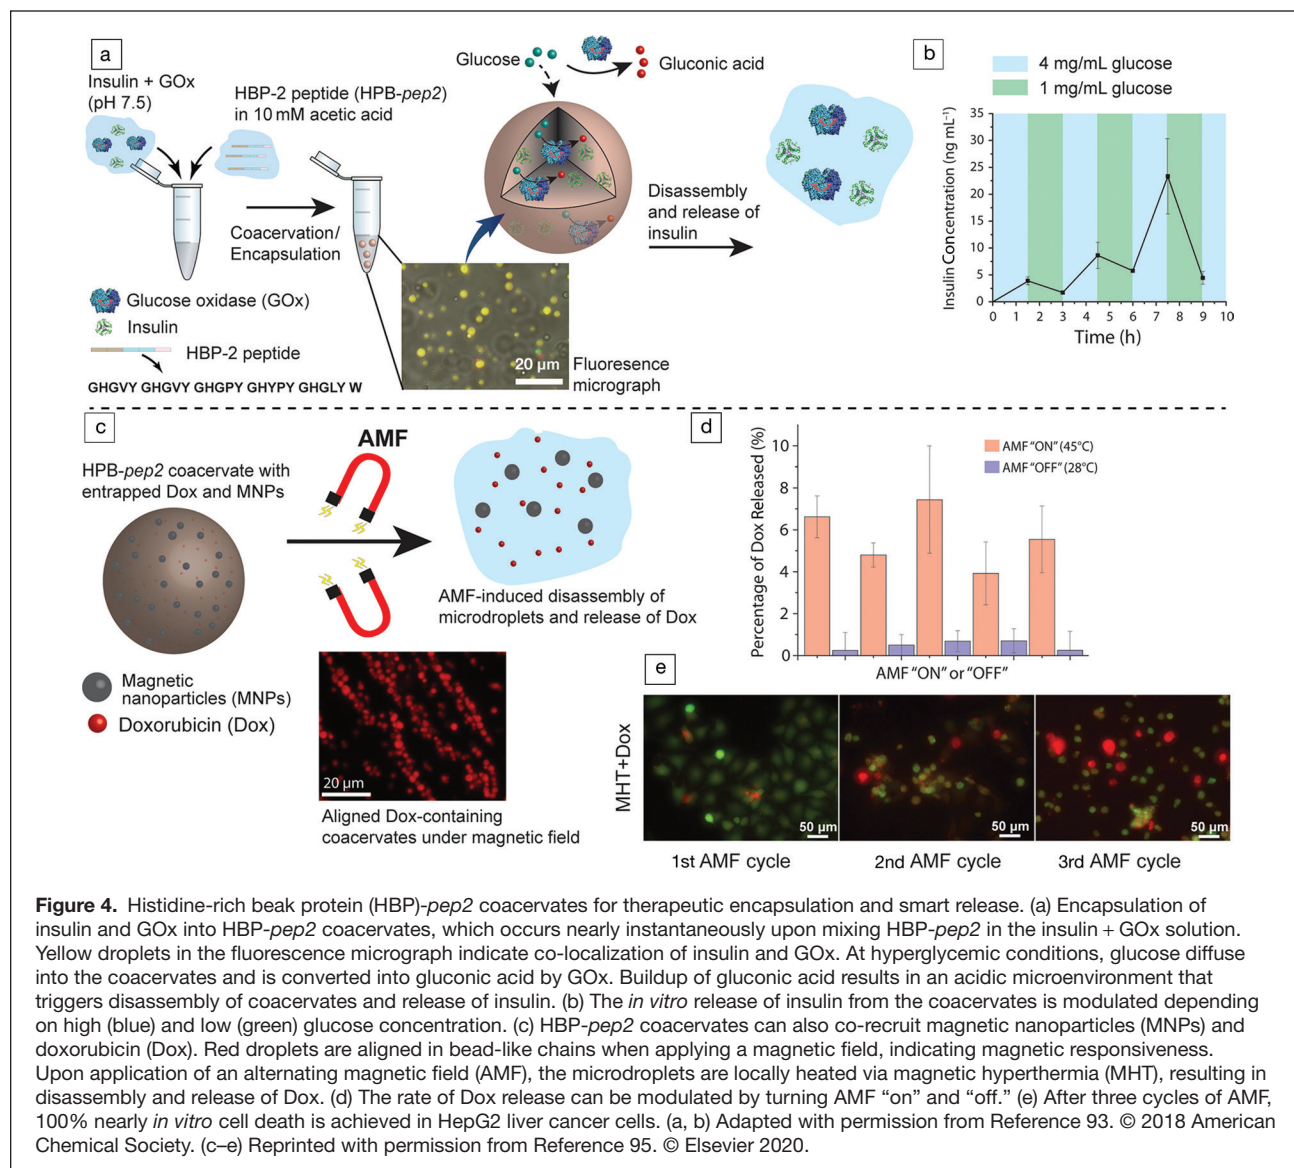 a
Insulin + GOx
(pH 7.5)
HBP-2 peptide (HPB-pep2)
in 10 mM acetic acid
Coacervation/
Encapsulation
Glucose oxidase (GOx)
Insulin
HBP-2 peptide
GHGVY GHGVY GHGPY GHYPY GHGLY W
Glucose
Gluconic acid
Disassembly
and release of
insulin
20 µm
Fluoresence
micrograph
b
4 mg/mL glucose
1 mg/mL glucose
Insulin Concentration (ng mL⁻¹)
35
30
25
20
15
10
5
0
0 1 2 3 4 5 6 7 8 9 10
Time (h)
c
HPB-pep2 coacervate with
entrapped Dox and MNPs
AMF
AMF-induced disassembly of
microdroplets and release of Dox
Magnetic
nanoparticles (MNPs)
Doxorubicin (Dox)
20 µm
Aligned Dox-containing
coacervates under magnetic field
d
Percentage of Dox Released (%)
10
8
6
4
2
0
AMF "ON" (45°C)
AMF "OFF" (28°C)
AMF "ON" or "OFF"
e
MHT+Dox
50 µm
50 µm
50 µm
1st AMF cycle
2nd AMF cycle
3rd AMF cycle
Figure 4. Histidine-rich beak protein (HBP)-pep2 coacervates for therapeutic encapsulation and smart release. (a) Encapsulation of
insulin and GOx into HBP-pep2 coacervates, which occurs nearly instantaneously upon mixing HBP-pep2 in the insulin + GOx solution.
Yellow droplets in the fluorescence micrograph indicate co-localization of insulin and GOx. At hyperglycemic conditions, glucose diffuse
into the coacervates and is converted into gluconic acid by GOx. Buildup of gluconic acid results in an acidic microenvironment that
triggers disassembly of coacervates and release of insulin. (b) The in vitro release of insulin from the coacervates is modulated depending
on high (blue) and low (green) glucose concentration. (c) HBP-pep2 coacervates can also co-recruit magnetic nanoparticles (MNPs) and
doxorubicin (Dox). Red droplets are aligned in bead-like chains when applying a magnetic field, indicating magnetic responsiveness.
Upon application of an alternating magnetic field (AMF), the microdroplets are locally heated via magnetic hyperthermia (MHT), resulting in
disassembly and release of Dox. (d) The rate of Dox release can be modulated by turning AMF “on” and “off.” (e) After three cycles of AMF,
100% nearly in vitro cell death is achieved in HepG2 liver cancer cells. (a, b) Adapted with permission from Reference 93. © 2018 American
Chemical Society. (c–e) Reprinted with permission from Reference 95. © Elsevier 2020.